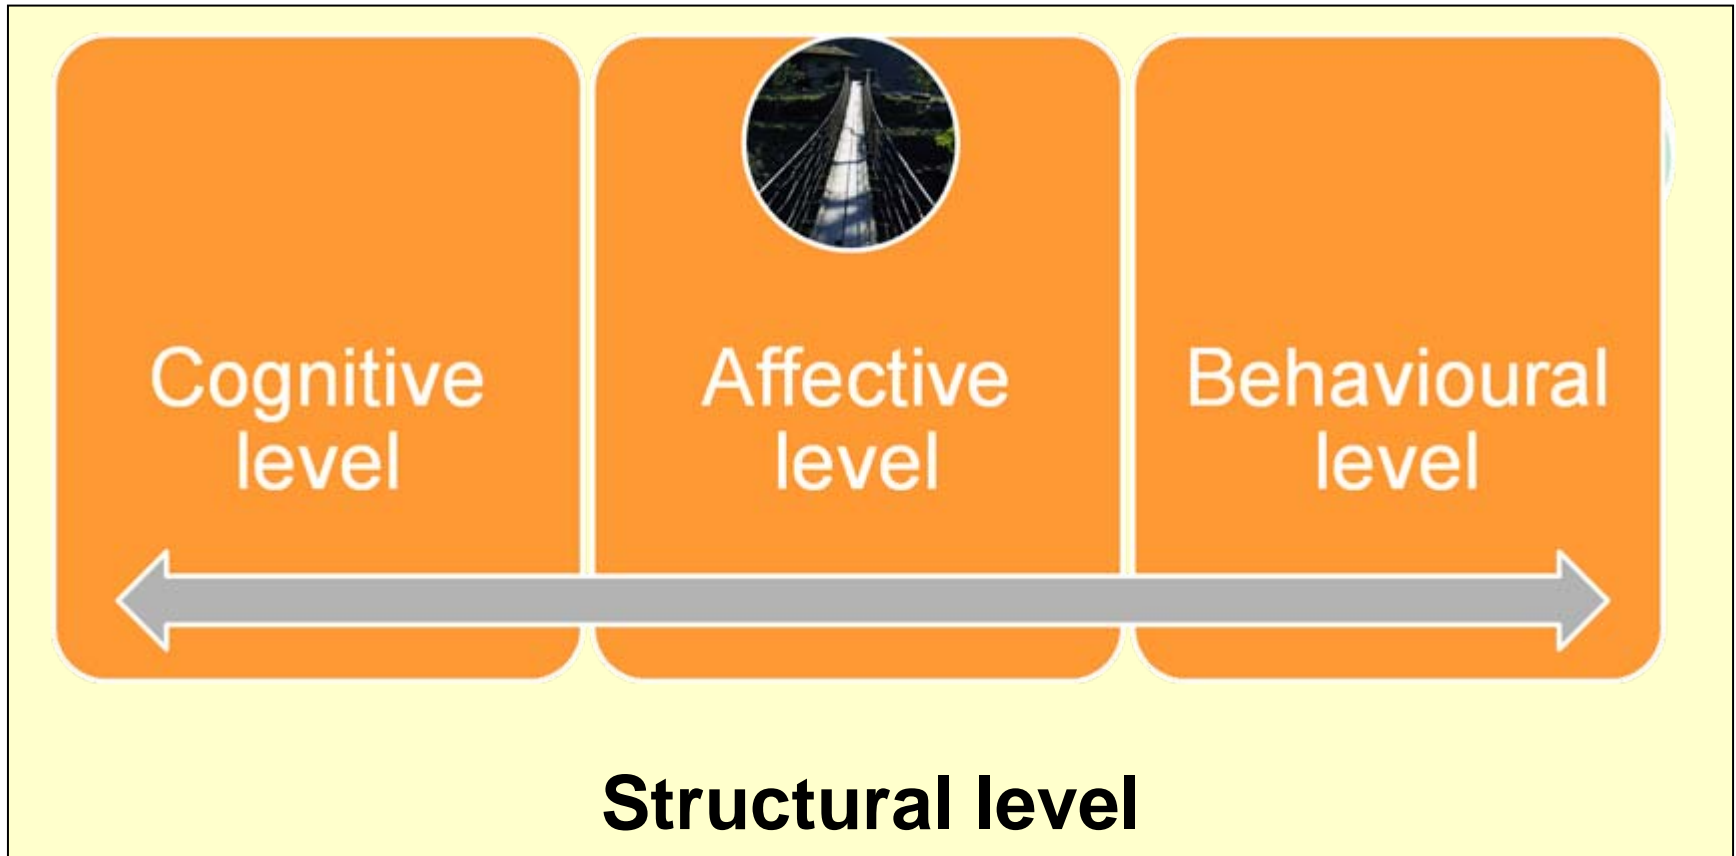 Cognitive
level
Affective
level
Behavioural
level
Structural level